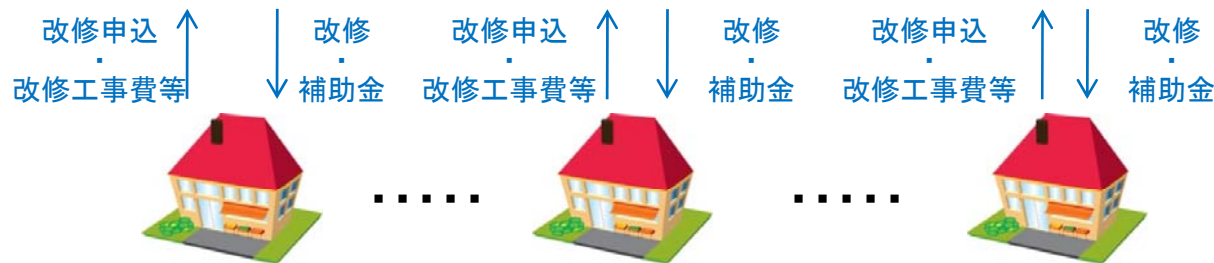 改修申込
・
改修工事費等
改修
・
補助金
改修申込
・
改修工事費等
改修
・
補助金
改修申込
・
改修工事費等
改修
・
補助金
・・・・・
・・・・・